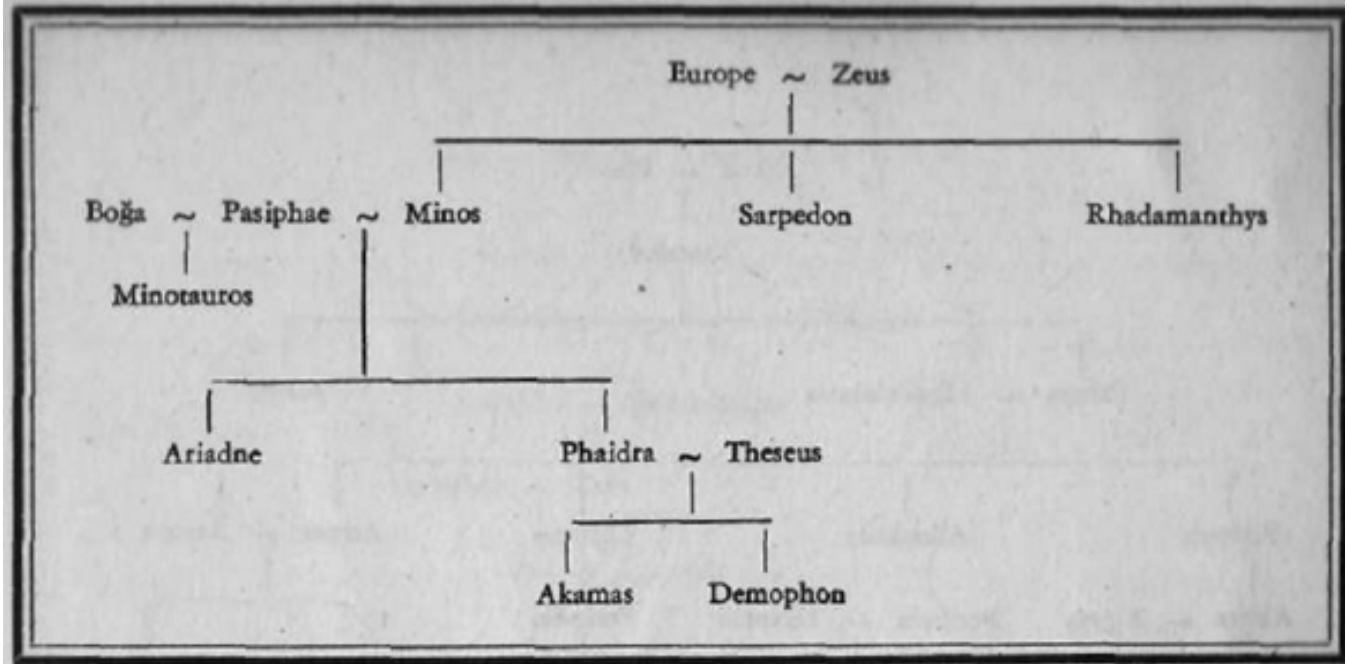 Europe ~ Zeus
Boğa ~ Pasiphae ~ Minos Sarpedon Rhadamanthys
Minotauros
Ariadne Phaidra ~ Theseus
Akamas Demophon